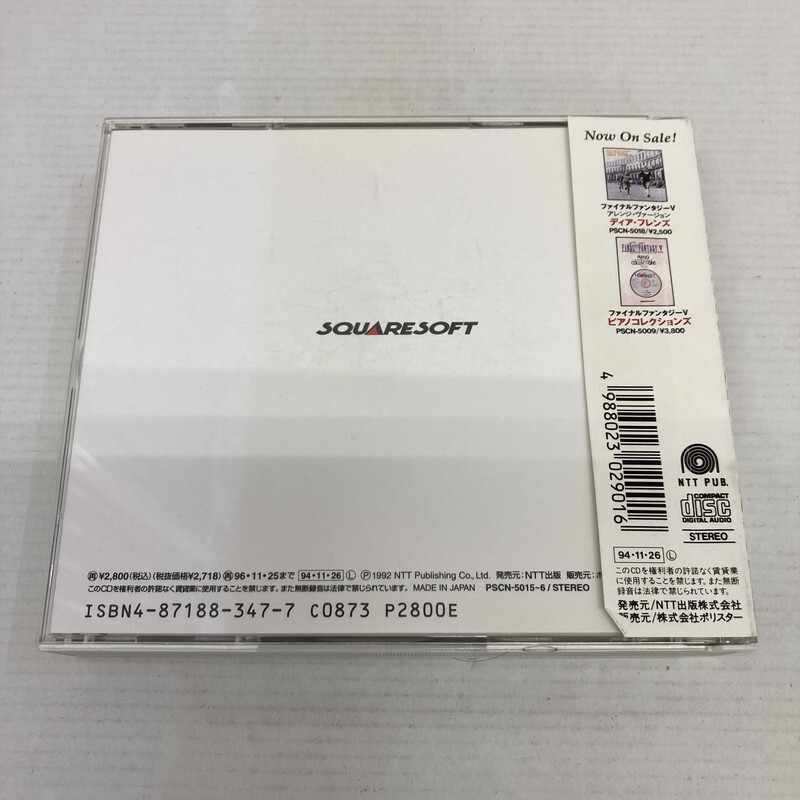 SQUARESOFT
再¥2,800(税込)(税抜価格¥2,718)再96・11・25まで 94・11・26 Ⓛ Ⓟ1992 NTT Publishing Co., Ltd. 発売元:NTT出版 販売元:ポ
このCDを権利者の許諾なく賃貸業に使用することを禁じます。また無断録音は法律で禁じられています。 MADE IN JAPAN PSCN-5015~6/STEREO
ISBN4-87188-347-7 C0873 P2800E
Now On Sale!
ファイナルファンタジーV
アレンジ・ヴァージョン
ディア・フレンズ
PSCN-5018/¥2,500
FINAL FANTASY V
PIANO
COLLECTIONS
ファイナルファンタジーV
ピアノコレクションズ
PSCN-5009/¥3,800
4 988023 029016
NTT PUB.
COMPACT
disc
DIGITAL AUDIO
STEREO
94・11・26 Ⓛ
このCDを権利者の許諾なく賃貸業
に使用することを禁じます。また無断
録音は法律で禁じられています。
発売元/NTT出版株式会社
販売元/株式会社ポリスター